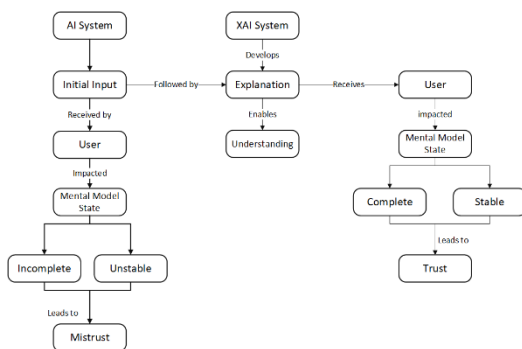 AI System
XAI System
Develops
Initial Input
Followed by
Explanation
Receives
User
Received by
Enables
impacted
User
Understanding
Mental Model
State
Impacted
Mental Model
State
Complete
Stable
Leads to
Incomplete
Unstable
Trust
Leads to
Mistrust